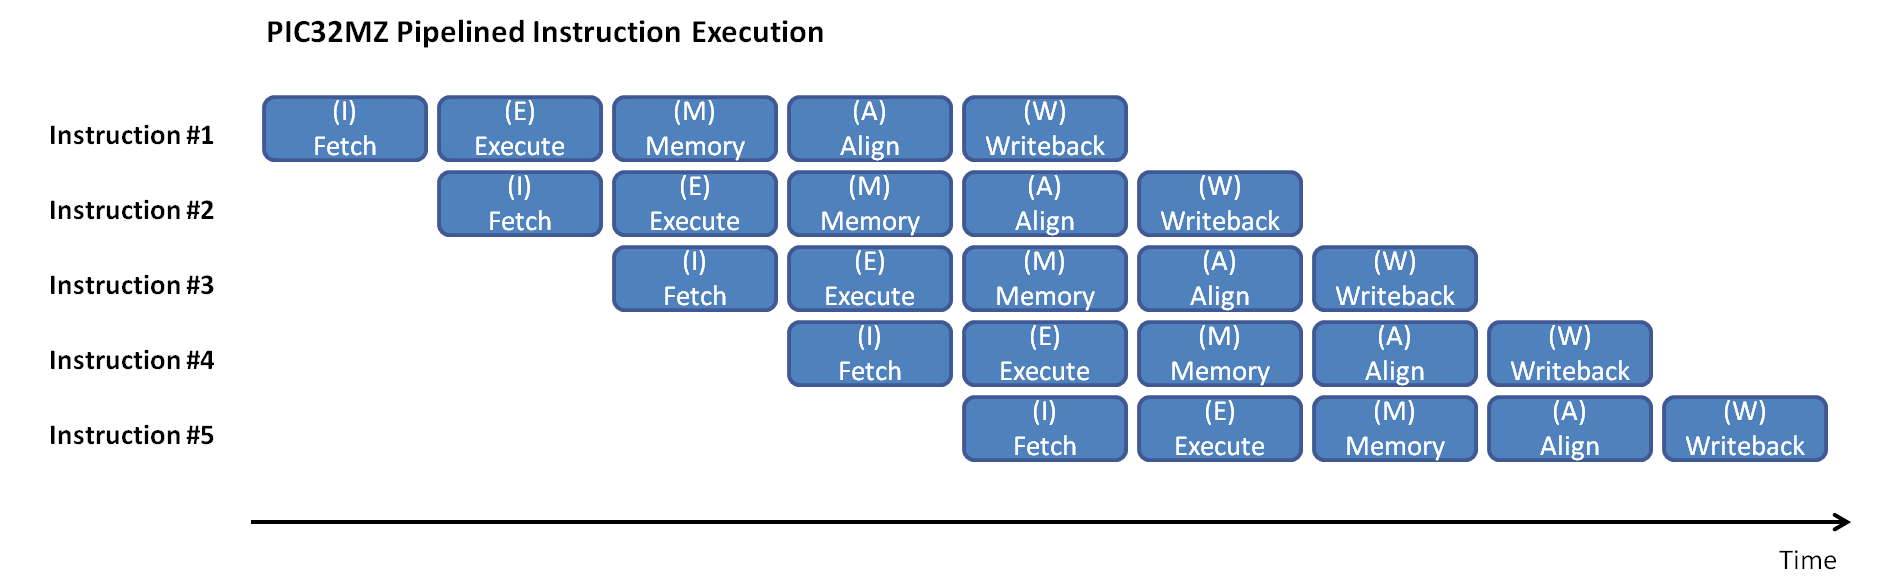 PIC32MZ Pipelined Instruction Execution
Instruction #1
(I) (E) (M) (A) (W)
Fetch Execute Memory Align Writeback
Instruction #2
(I) (E) (M) (A) (W)
Fetch Execute Memory Align Writeback
Instruction #3
(I) (E) (M) (A) (W)
Fetch Execute Memory Align Writeback
Instruction #4
(I) (E) (M) (A) (W)
Fetch Execute Memory Align Writeback
Instruction #5
(I) (E) (M) (A) (W)
Fetch Execute Memory Align Writeback
Time